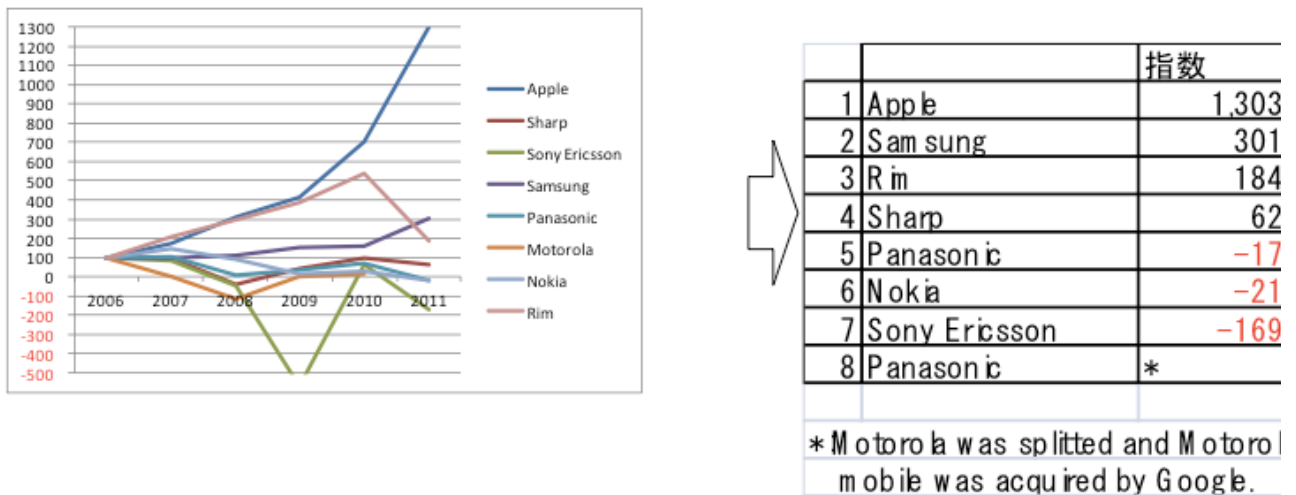 1300
1200
1100
1000
900
800
700
600
500
400
300
200
100
0
-100
-200
-300
-400
-500
2006 2007 2008 2009 2010 2011
Apple
Sharp
Sony Ericsson
Samsung
Panasonic
Motorola
Nokia
Rim
指数
1 Apple 1,303
2 Samsung 301
3 Rim 184
4 Sharp 62
5 Panasonic -17
6 Nokia -21
7 Sony Ericsson -169
8 Panasonic *
*Motorola was splitted and Motorol
mobile was acquired by Google.